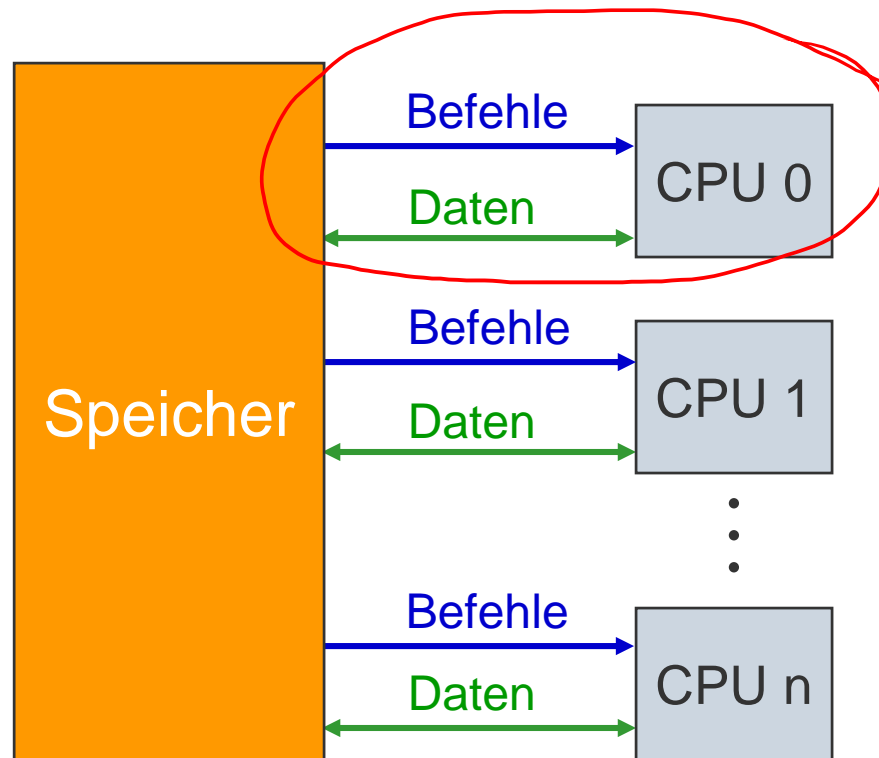 Befehle
CPU 0
Daten
Befehle
Speicher
CPU 1
Daten
Befehle
CPU n
Daten